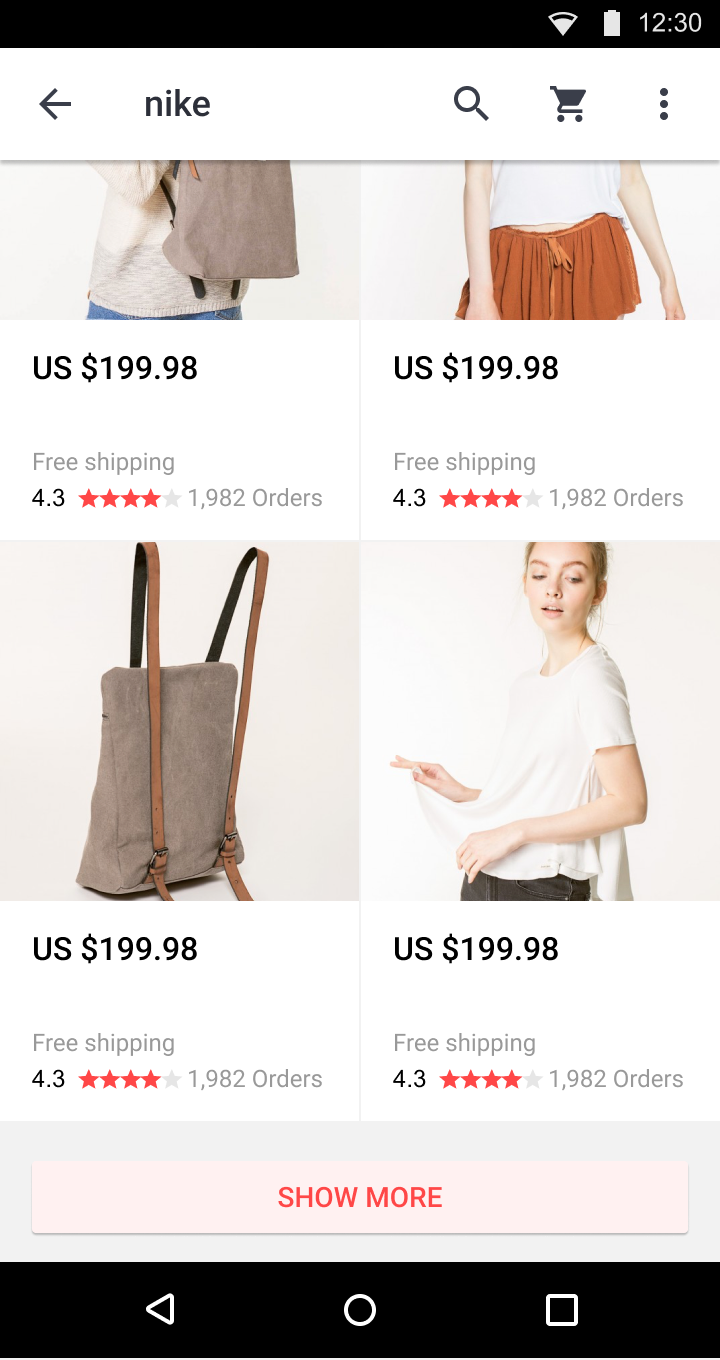 12:30
nike
US $199.98
US $199.98
Free shipping
Free shipping
4.3 1,982 Orders
4.3 1,982 Orders
US $199.98
US $199.98
Free shipping
Free shipping
4.3 1,982 Orders
4.3 1,982 Orders
SHOW MORE